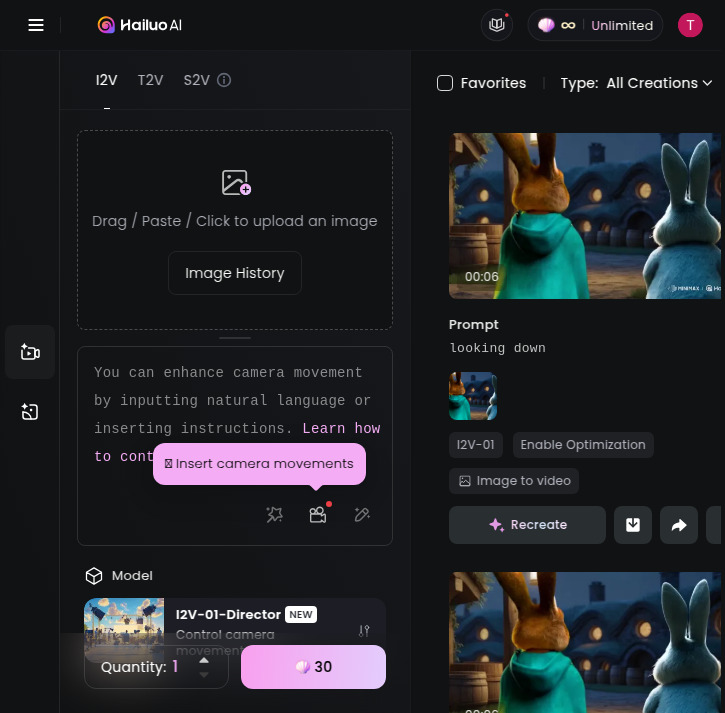 Hailuo AI
∞ Unlimited
T
I2V T2V S2V
Favorites
Type: All Creations
Drag / Paste / Click to upload an image
Image History
You can enhance camera movement
by inputting natural language or
inserting instructions. Learn how
to cont
Insert camera movements
Model
I2V-01-Director NEW
Control camera
movement
Quantity: 1
30
00:06
MINIMAX
Prompt
looking down
I2V-01 Enable Optimization
Image to video
Recreate
00:06